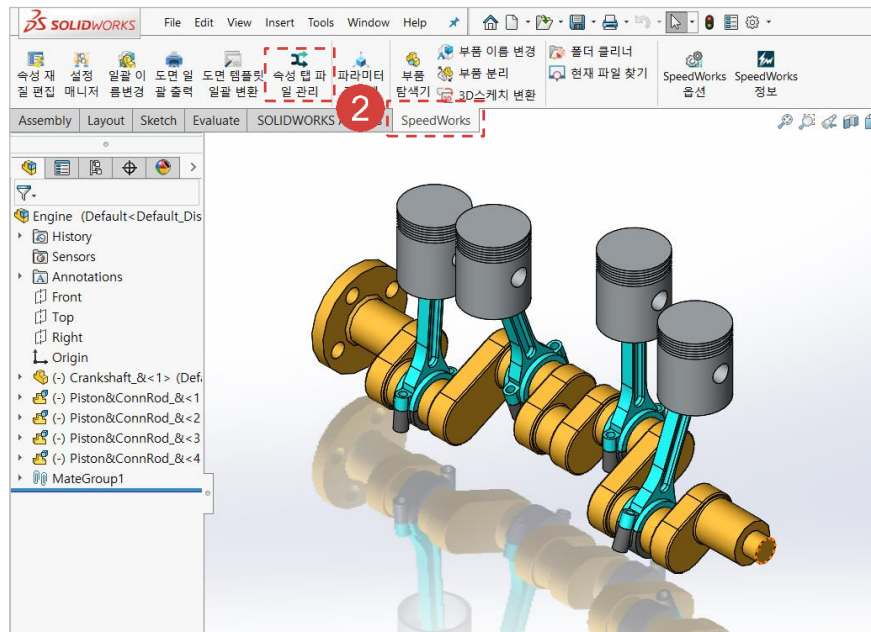 SOLIDWORKS File Edit View Insert Tools Window Help
속성 재질 편집
설정 매니저
일괄 이름변경
도면 일괄 출력
도면 템플릿 일괄 변환
속성 탭 파일 관리
파라미터
부품 탐색기
부품 이름 변경
부품 분리
3D스케치 변환
폴더 클리너
현재 파일 찾기
SpeedWorks 옵션
SpeedWorks 정보
2
Assembly Layout Sketch Evaluate SOLIDWORKS SpeedWorks
Engine (Default<Default_Dis
History
Sensors
Annotations
Front
Top
Right
Origin
(-) Crankshaft_&<1> (Def
(-) Piston&ConnRod_&<1
(-) Piston&ConnRod_&<2
(-) Piston&ConnRod_&<3
(-) Piston&ConnRod_&<4
MateGroup1